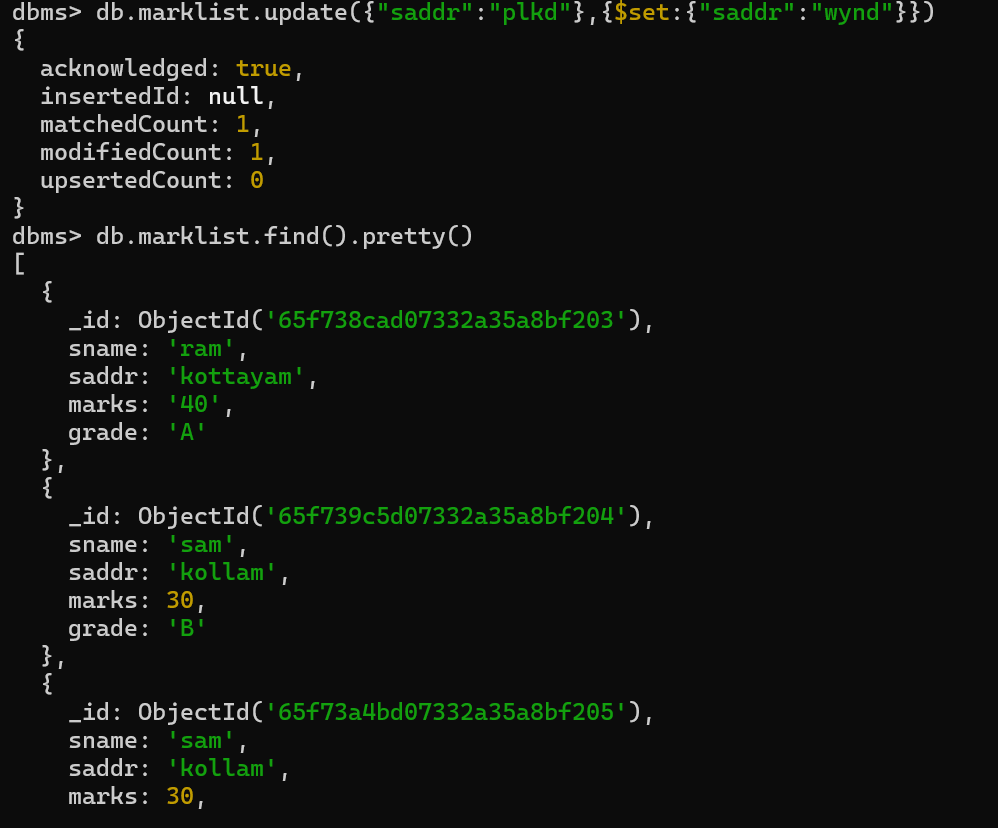 dbms> db.marklist.update({"saddr":"plkd"},{$set:{"saddr":"wynd"}})
{
  acknowledged: true,
  insertedId: null,
  matchedCount: 1,
  modifiedCount: 1,
  upsertedCount: 0
}
dbms> db.marklist.find().pretty()
[
  {
    _id: ObjectId('65f738cad07332a35a8bf203'),
    sname: 'ram',
    saddr: 'kottayam',
    marks: '40',
    grade: 'A'
  },
  {
    _id: ObjectId('65f739c5d07332a35a8bf204'),
    sname: 'sam',
    saddr: 'kollam',
    marks: 30,
    grade: 'B'
  },
  {
    _id: ObjectId('65f73a4bd07332a35a8bf205'),
    sname: 'sam',
    saddr: 'kollam',
    marks: 30,